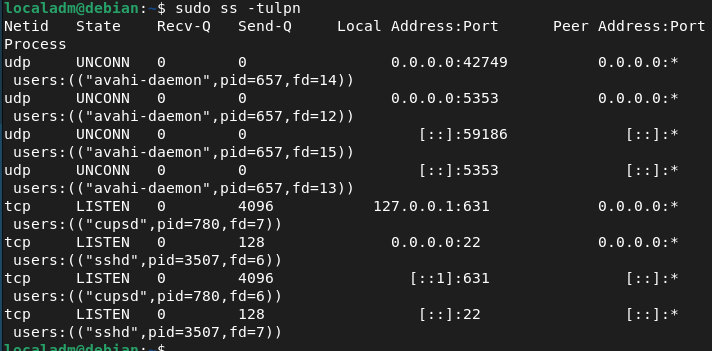 localadm@debian:~$ sudo ss -tulpn
Netid State Recv-Q Send-Q Local Address:Port Peer Address:Port
Process
udp UNCONN 0 0 0.0.0.0:42749 0.0.0.0:*
users:(("avahi-daemon",pid=657,fd=14))
udp UNCONN 0 0 0.0.0.0:5353 0.0.0.0:*
users:(("avahi-daemon",pid=657,fd=12))
udp UNCONN 0 0 [::]:59186 [::]:*
users:(("avahi-daemon",pid=657,fd=15))
udp UNCONN 0 0 [::]:5353 [::]:*
users:(("avahi-daemon",pid=657,fd=13))
tcp LISTEN 0 4096 127.0.0.1:631 0.0.0.0:*
users:(("cupsd",pid=780,fd=7))
tcp LISTEN 0 128 0.0.0.0:22 0.0.0.0:*
users:(("sshd",pid=3507,fd=6))
tcp LISTEN 0 4096 [::1]:631 [::]:*
users:(("cupsd",pid=780,fd=6))
tcp LISTEN 0 128 [::]:22 [::]:*
users:(("sshd",pid=3507,fd=7))
localadm@debian:~$